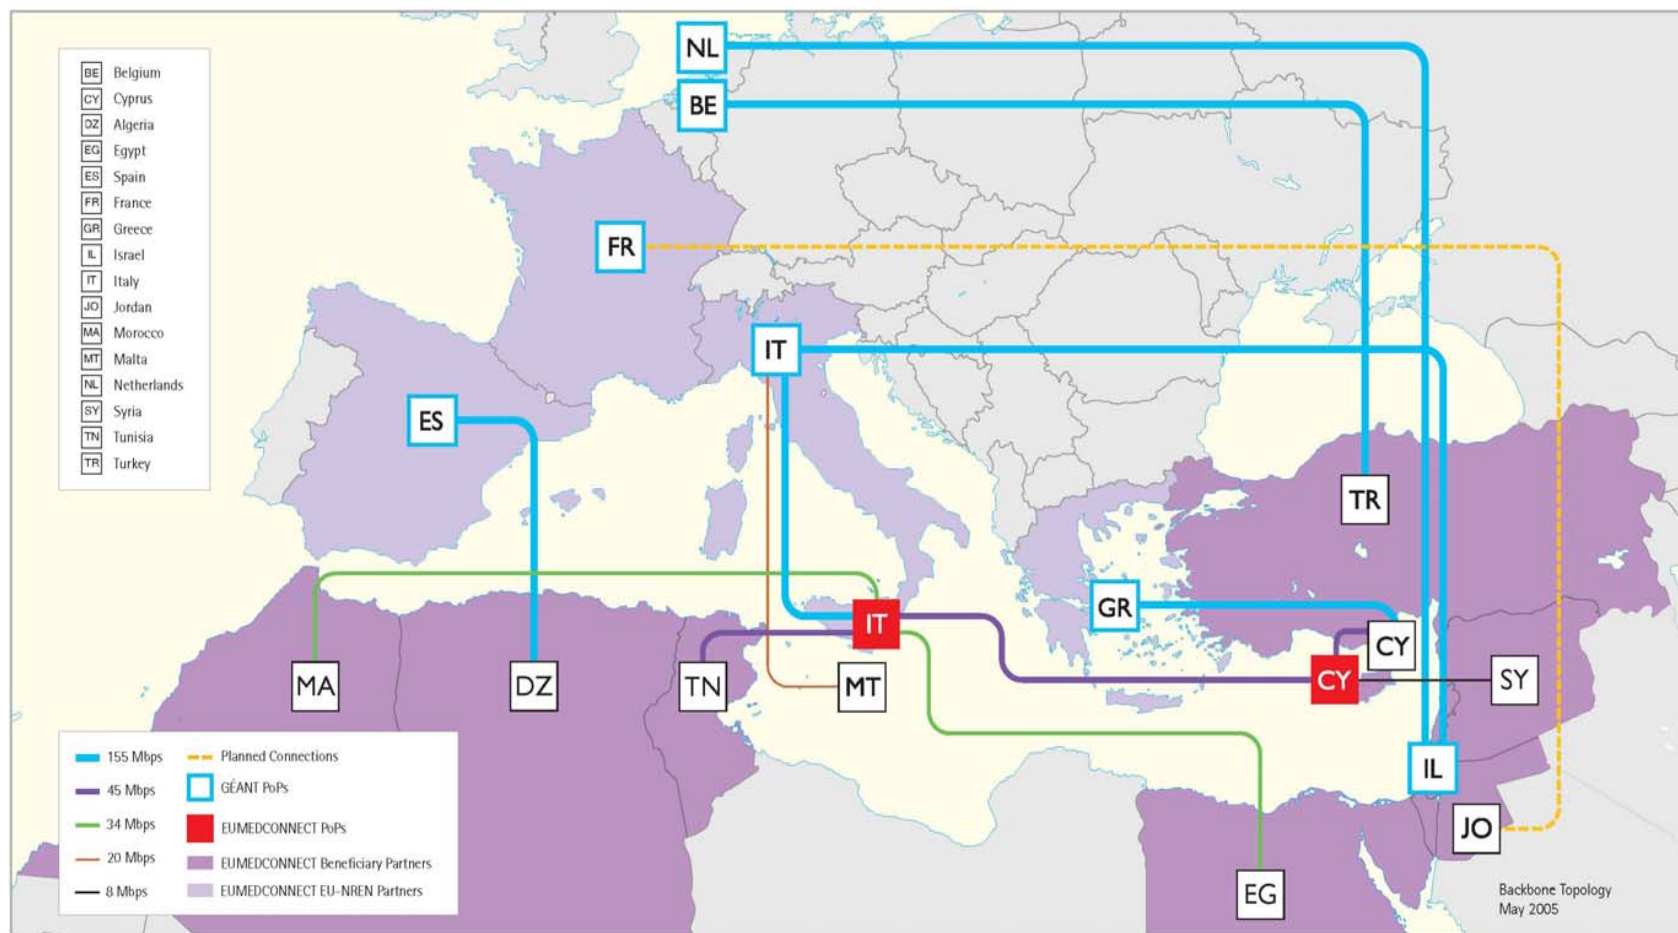 NL
BE
BE Belgium
CY Cyprus
DZ Algeria
EG Egypt
ES Spain
FR France
GR Greece
IL Israel
IT Italy
JO Jordan
MA Morocco
MT Malta
NL Netherlands
SY Syria
TN Tunisia
TR Turkey
FR
IT
ES
TR
GR
IT
CY
MA
DZ
TN
MT
CY
SY
IL
JO
EG
155 Mbps
45 Mbps
34 Mbps
20 Mbps
8 Mbps
Planned Connections
GÉANT PoPs
EUMEDCONNECT PoPs
EUMEDCONNECT Beneficiary Partners
EUMEDCONNECT EU-NREN Partners
Backbone Topology
May 2005